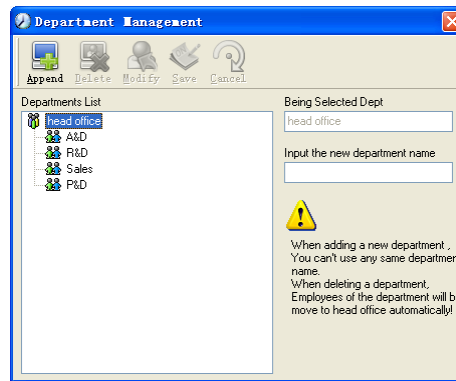 Department Management
Append Delete Modify Save Cancel
Departments List
head office
A&D
R&D
Sales
P&D
Being Selected Dept
head office
Input the new department name
When adding a new department ,
You can't use any same departmen
name.
When deleting a department,
Employees of the department will b
move to head office automatically!